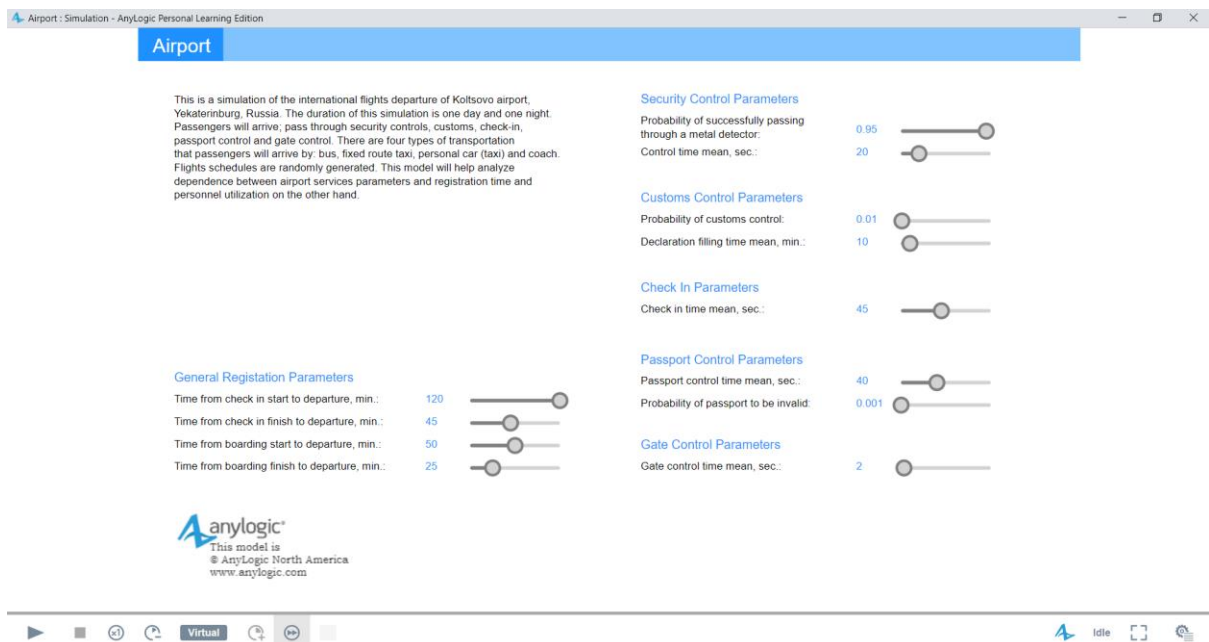 Airport : Simulation - AnyLogic Personal Learning Edition
Airport
This is a simulation of the international flights departure of Koltsovo airport,
Yekaterinburg, Russia. The duration of this simulation is one day and one night.
Passengers will arrive; pass through security controls, customs, check-in,
passport control and gate control. There are four types of transportation
that passengers will arrive by: bus, fixed route taxi, personal car (taxi) and coach.
Flights schedules are randomly generated. This model will help analyze
dependence between airport services parameters and registration time and
personnel utilization on the other hand.
General Registation Parameters
Time from check in start to departure, min.: 120
Time from check in finish to departure, min.: 45
Time from boarding start to departure, min.: 50
Time from boarding finish to departure, min.: 25
Security Control Parameters
Probability of successfully passing
through a metal detector: 0.95
Control time mean, sec.: 20
Customs Control Parameters
Probability of customs control: 0.01
Declaration filling time mean, min.: 10
Check In Parameters
Check in time mean, sec.: 45
Passport Control Parameters
Passport control time mean, sec.: 40
Probability of passport to be invalid: 0.001
Gate Control Parameters
Gate control time mean, sec.: 2
anylogic®
This model is
© AnyLogic North America
www.anylogic.com
x1 Virtual Idle